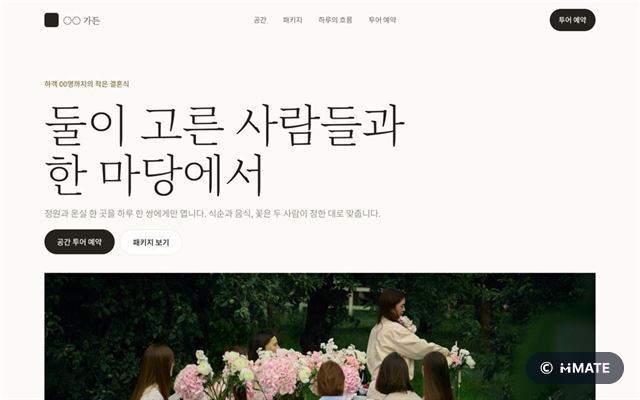 ○○ 가든
공간 패키지 하루의 흐름 투어 예약
투어 예약
하객 00명까지의 작은 결혼식
둘이 고른 사람들과
한 마당에서
정원과 온실 한 곳을 하루 한 쌍에게만 엽니다. 식순과 음식, 꽃은 두 사람이 정한 대로 맞춥니다.
공간 투어 예약 패키지 보기
© MATE